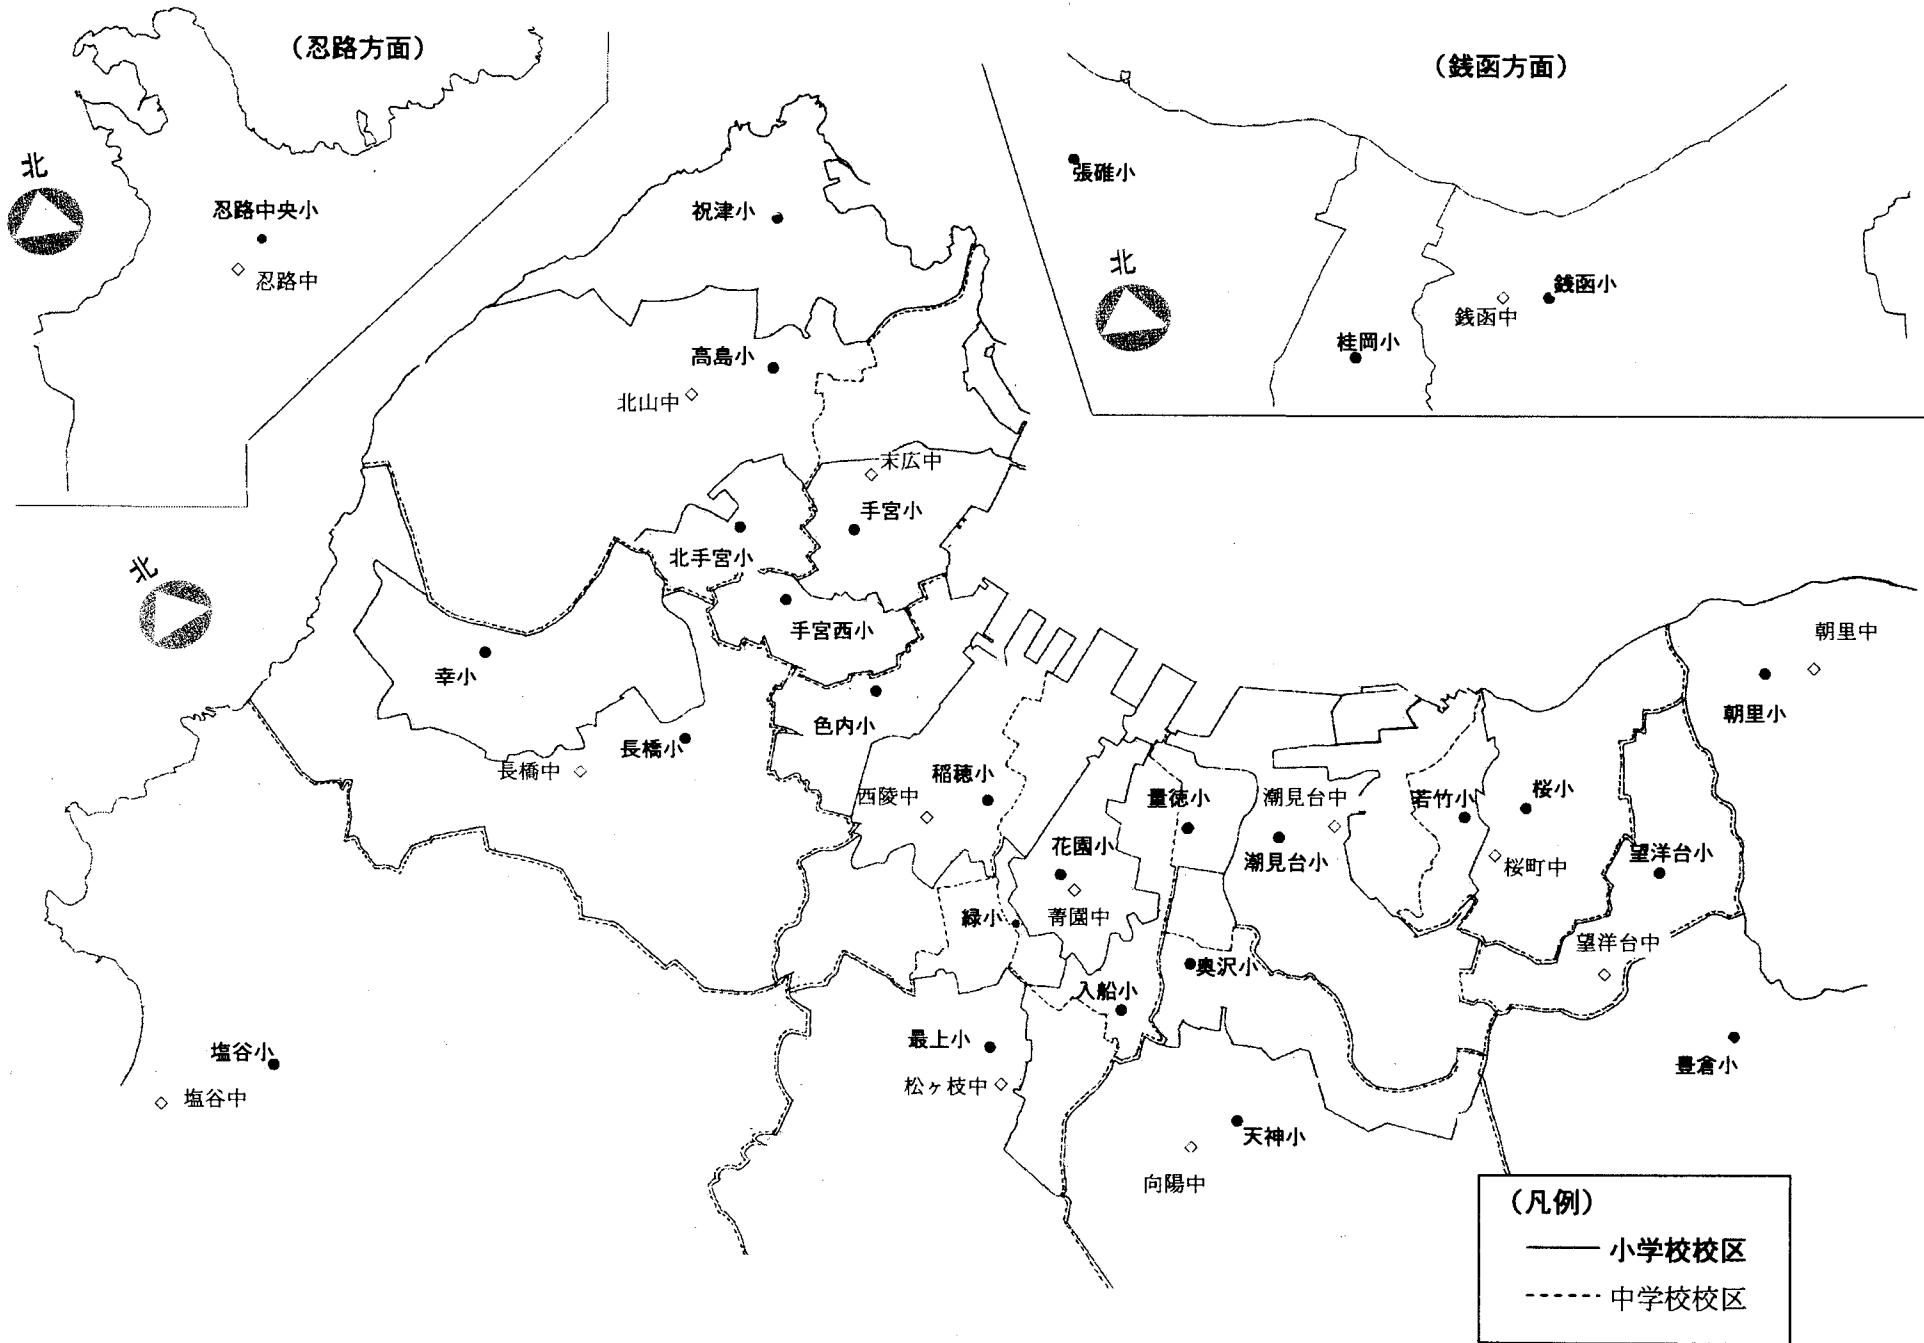 (忍路方面)
(銭函方面)
北
忍路中央小
忍路中
張碓小
北
銭函小
銭函中
桂岡小
祝津小
高島小
北山中
末広中
手宮小
北手宮小
北
手宮西小
幸小
色内小
長橋小
長橋中
稲穂小
西陵中
量徳小
潮見台中
若竹小
桜小
朝里中
朝里小
花園小
潮見台小
桜町中
望洋台小
緑小
菁園中
望洋台中
奥沢小
入船小
最上小
松ヶ枝中
塩谷小
塩谷中
豊倉小
天神小
向陽中
(凡例)
小学校校区
中学校校区